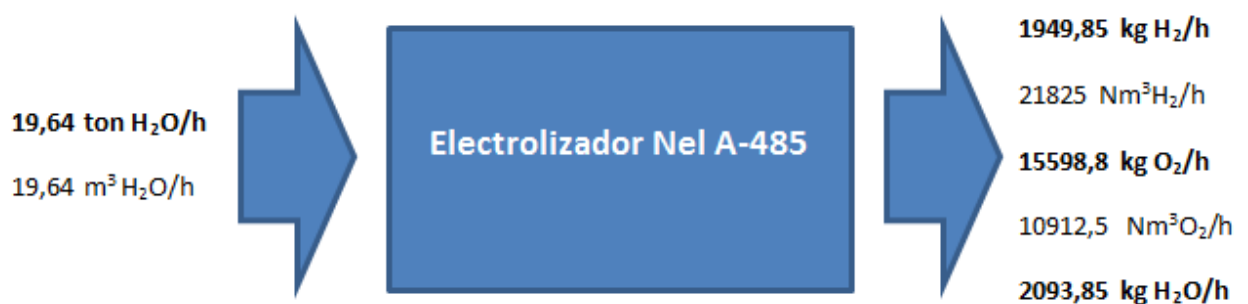 19,64 ton H₂O/h
19,64 m³ H₂O/h
Electrolizador Nel A-485
1949,85 kg H₂/h
21825 Nm³H₂/h
15598,8 kg O₂/h
10912,5 Nm³O₂/h
2093,85 kg H₂O/h